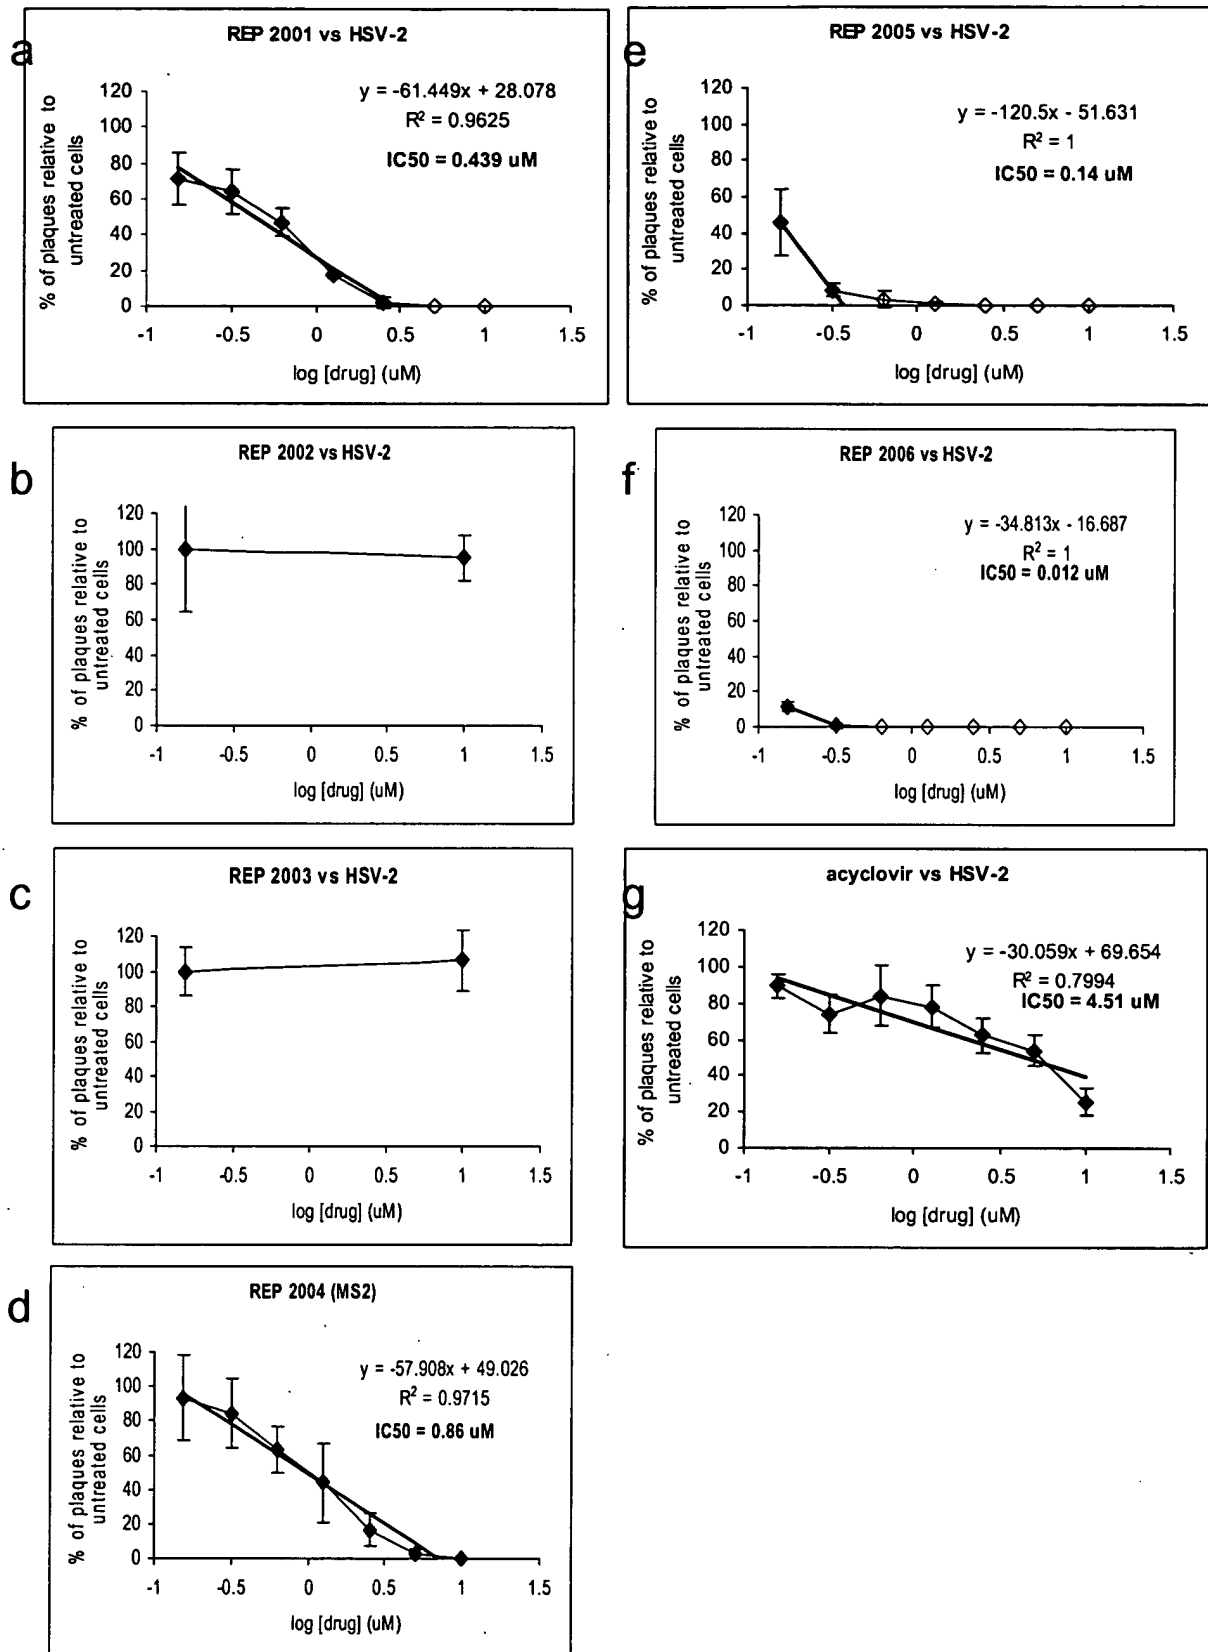 a
REP 2001 vs HSV-2
% of plaques relative to
untreated cells
120
100
80
60
40
20
0
y = -61.449x + 28.078
R² = 0.9625
IC50 = 0.439 uM
-1 -0.5 0 0.5 1 1.5
log [drug] (uM)
b
REP 2002 vs HSV-2
% of plaques relative to
untreated cells
120
100
80
60
40
20
0
-1 -0.5 0 0.5 1 1.5
log [drug] (uM)
c
REP 2003 vs HSV-2
% of plaques relative to
untreated cells
120
100
80
60
40
20
0
-1 -0.5 0 0.5 1 1.5
log [drug] (uM)
d
REP 2004 (MS2)
% of plaques relative to
untreated cells
120
100
80
60
40
20
0
y = -57.908x + 49.026
R² = 0.9715
IC50 = 0.86 uM
-1 -0.5 0 0.5 1 1.5
log [drug] (uM)
e
REP 2005 vs HSV-2
% of plaques relative to
untreated cells
120
100
80
60
40
20
0
y = -120.5x - 51.631
R² = 1
IC50 = 0.14 uM
-1 -0.5 0 0.5 1 1.5
log [drug] (uM)
f
REP 2006 vs HSV-2
% of plaques relative to
untreated cells
120
100
80
60
40
20
0
y = -34.813x - 16.687
R² = 1
IC50 = 0.012 uM
-1 -0.5 0 0.5 1 1.5
log [drug] (uM)
g
acyclovir vs HSV-2
% of plaques relative to
untreated cells
120
100
80
60
40
20
0
y = -30.059x + 69.654
R² = 0.7994
IC50 = 4.51 uM
-1 -0.5 0 0.5 1 1.5
log [drug] (uM)